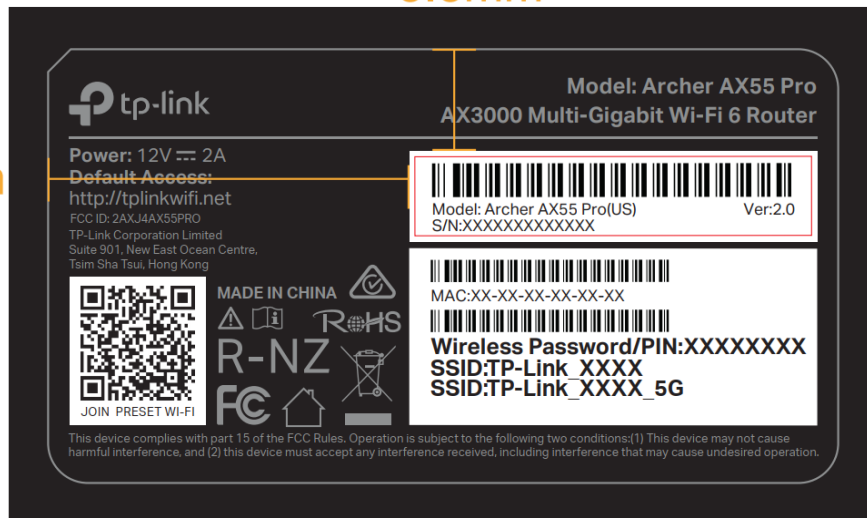 tp-link
Model: Archer AX55 Pro
AX3000 Multi-Gigabit Wi-Fi 6 Router
Power: 12V ⎓ 2A
Default Access:
http://tplinkwifi.net
FCC ID: 2AXJ4AX55PRO
TP-Link Corporation Limited
Suite 901, New East Ocean Centre,
Tsim Sha Tsui, Hong Kong
Model: Archer AX55 Pro(US) Ver:2.0
S/N:XXXXXXXXXXXXX
MAC:XX-XX-XX-XX-XX-XX
Wireless Password/PIN:XXXXXXXX
SSID:TP-Link_XXXX
SSID:TP-Link_XXXX_5G
JOIN PRESET WI-FI
MADE IN CHINA
RoHS
R-NZ
FC
This device complies with part 15 of the FCC Rules. Operation is subject to the following two conditions:(1) This device may not cause
harmful interference, and (2) this device must accept any interference received, including interference that may cause undesired operation.